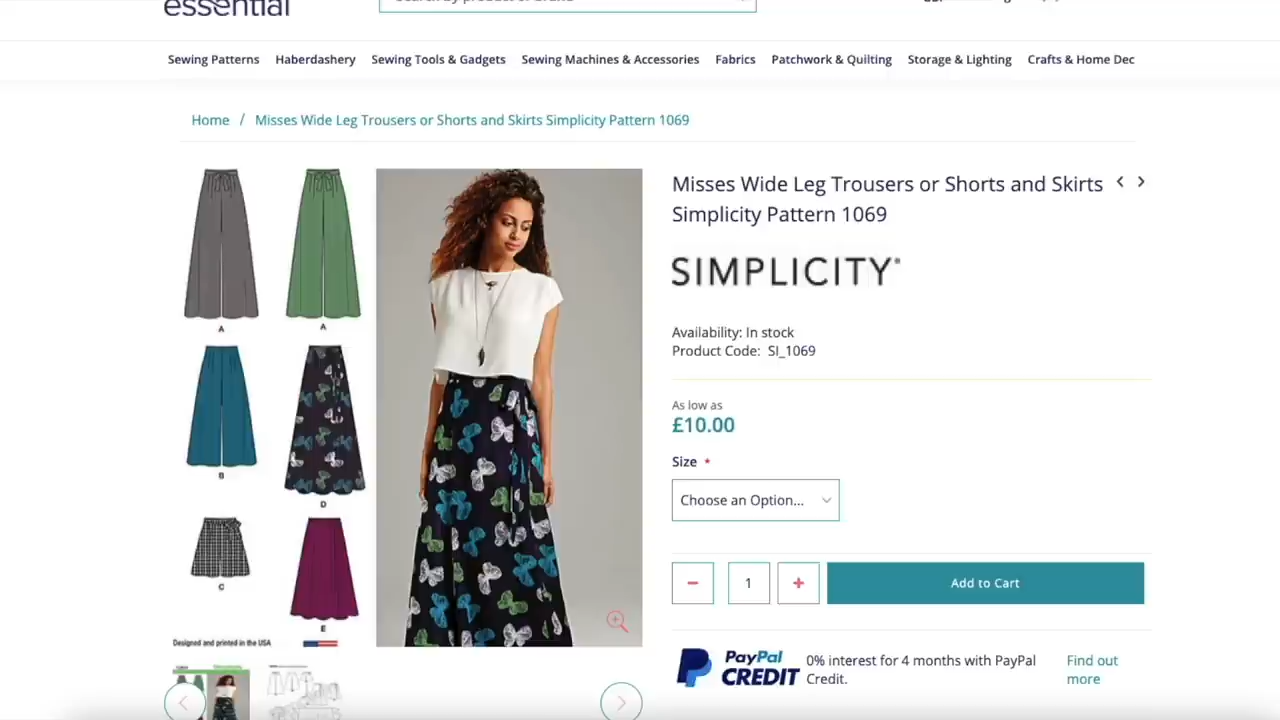 essential
Sewing Patterns Haberdashery Sewing Tools & Gadgets Sewing Machines & Accessories Fabrics Patchwork & Quilting Storage & Lighting Crafts & Home Dec
Home / Misses Wide Leg Trousers or Shorts and Skirts Simplicity Pattern 1069
A
A
B
D
C
E
Designed and printed in the USA
Misses Wide Leg Trousers or Shorts and Skirts
Simplicity Pattern 1069
SIMPLICITY®
Availability: In stock
Product Code: SI_1069
As low as
£10.00
Size *
Choose an Option...
1
Add to Cart
PayPal
CREDIT
0% interest for 4 months with PayPal
Credit.
Find out
more